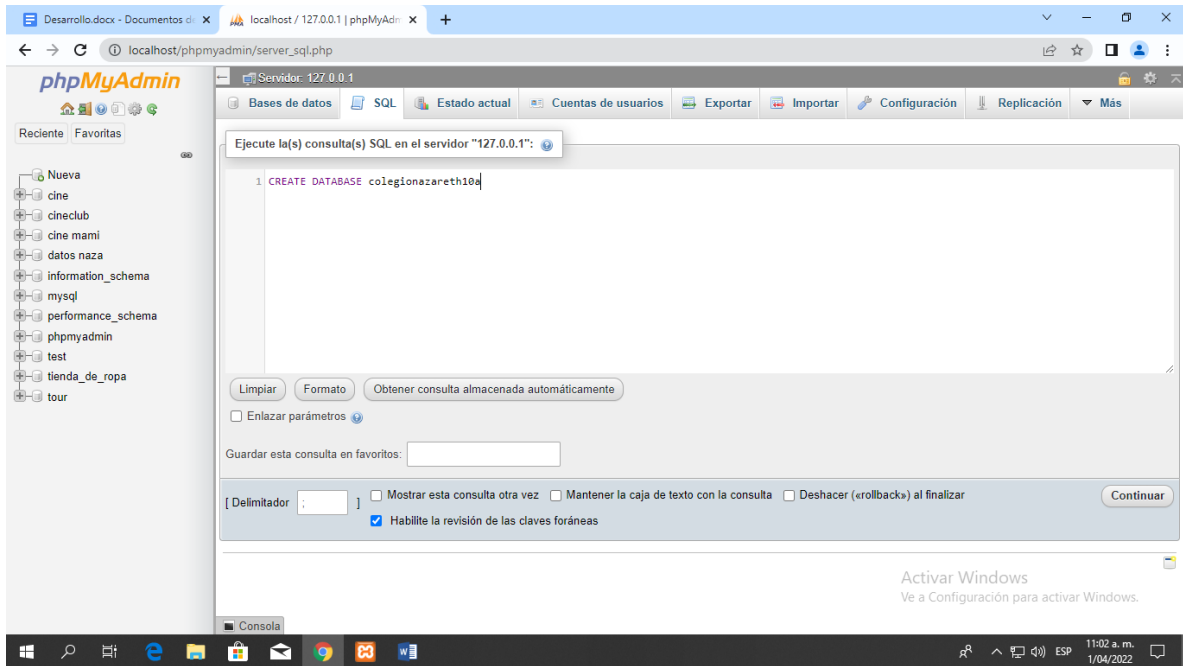 Desarrollo.docx - Documentos de
localhost / 127.0.0.1 | phpMyAdm
localhost/phpmyadmin/server_sql.php
phpMyAdmin
Reciente Favoritas
Nueva
cine
cineclub
cine mami
datos naza
information_schema
mysql
performance_schema
phpmyadmin
test
tienda_de_ropa
tour
Servidor: 127.0.0.1
Bases de datos SQL Estado actual Cuentas de usuarios Exportar Importar Configuración Replicación Más
Ejecute la(s) consulta(s) SQL en el servidor "127.0.0.1":
1 CREATE DATABASE colegionazareth10a
Limpiar Formato Obtener consulta almacenada automáticamente
Enlazar parámetros
Guardar esta consulta en favoritos:
[ Delimitador ; ] Mostrar esta consulta otra vez Mantener la caja de texto con la consulta Deshacer («rollback») al finalizar Continuar
Habilite la revisión de las claves foráneas
Activar Windows
Ve a Configuración para activar Windows.
Consola
ESP
11:02 a. m.
1/04/2022